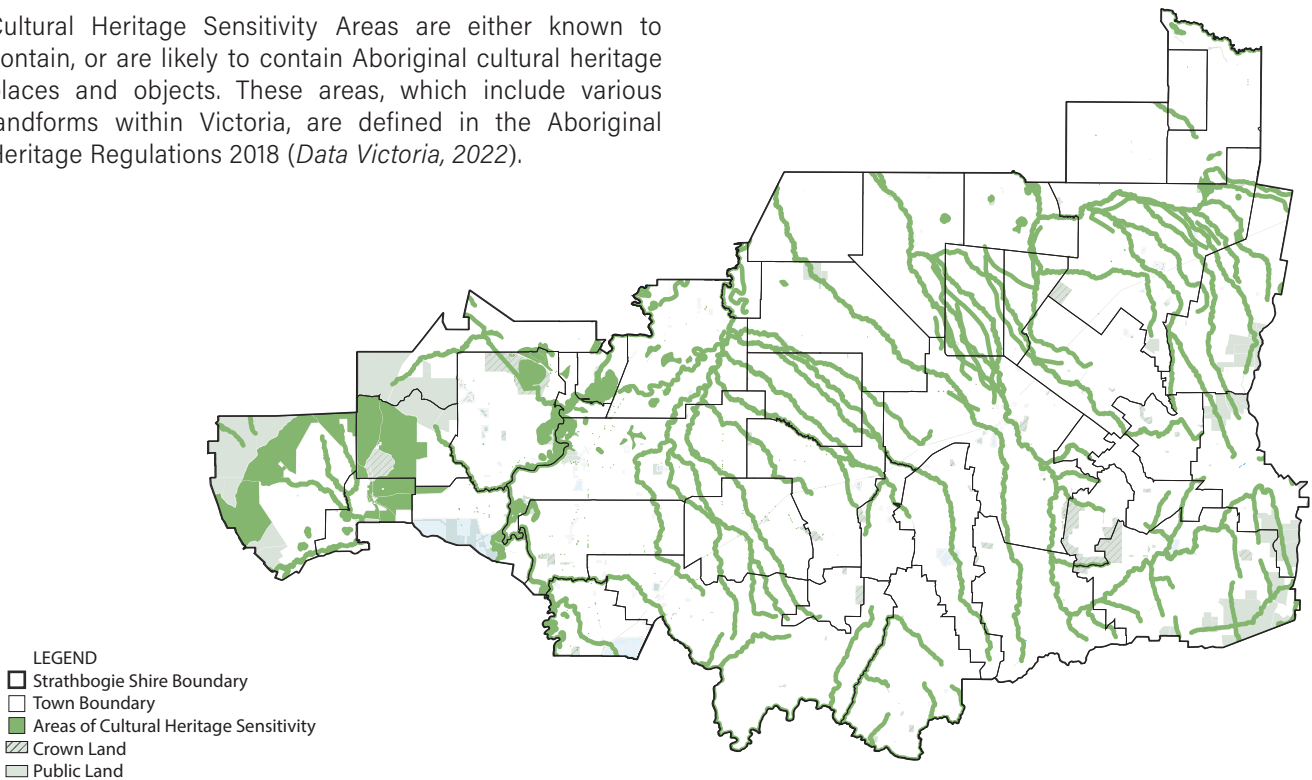 Cultural Heritage Sensitivity Areas are either known to
ontain, or are likely to contain Aboriginal cultural heritage
laces and objects. These areas, which include various
andforms within Victoria, are defined in the Aboriginal
Heritage Regulations 2018 (Data Victoria, 2022).
LEGEND
Strathbogie Shire Boundary
Town Boundary
Areas of Cultural Heritage Sensitivity
Crown Land
Public Land